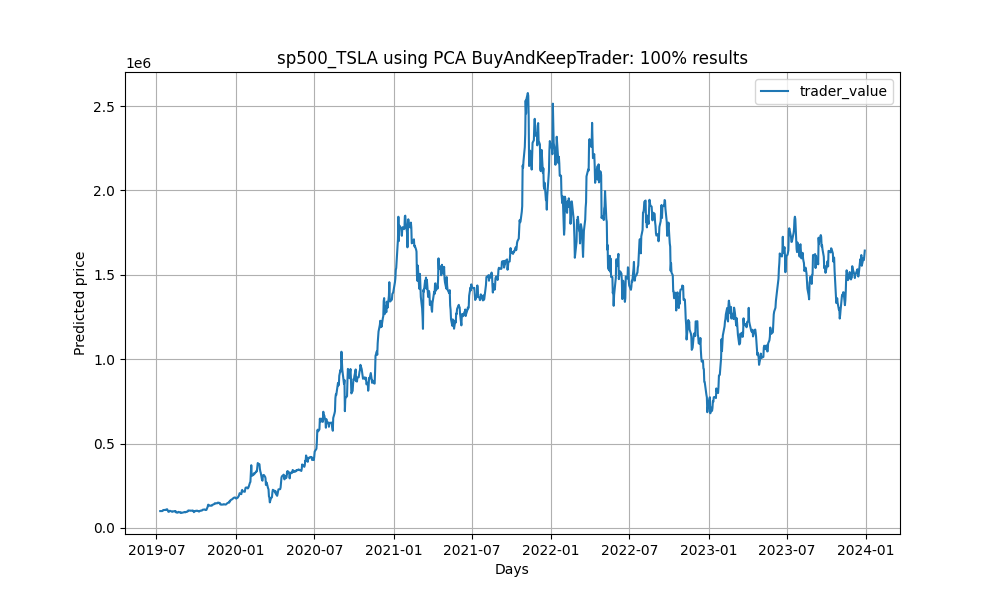 sp500_TSLA using PCA BuyAndKeepTrader: 100% results
1e6
trader_value
2.5
2.0
1.5
1.0
0.5
0.0
Predicted price
2019-07 2020-01 2020-07 2021-01 2021-07 2022-01 2022-07 2023-01 2023-07 2024-01
Days